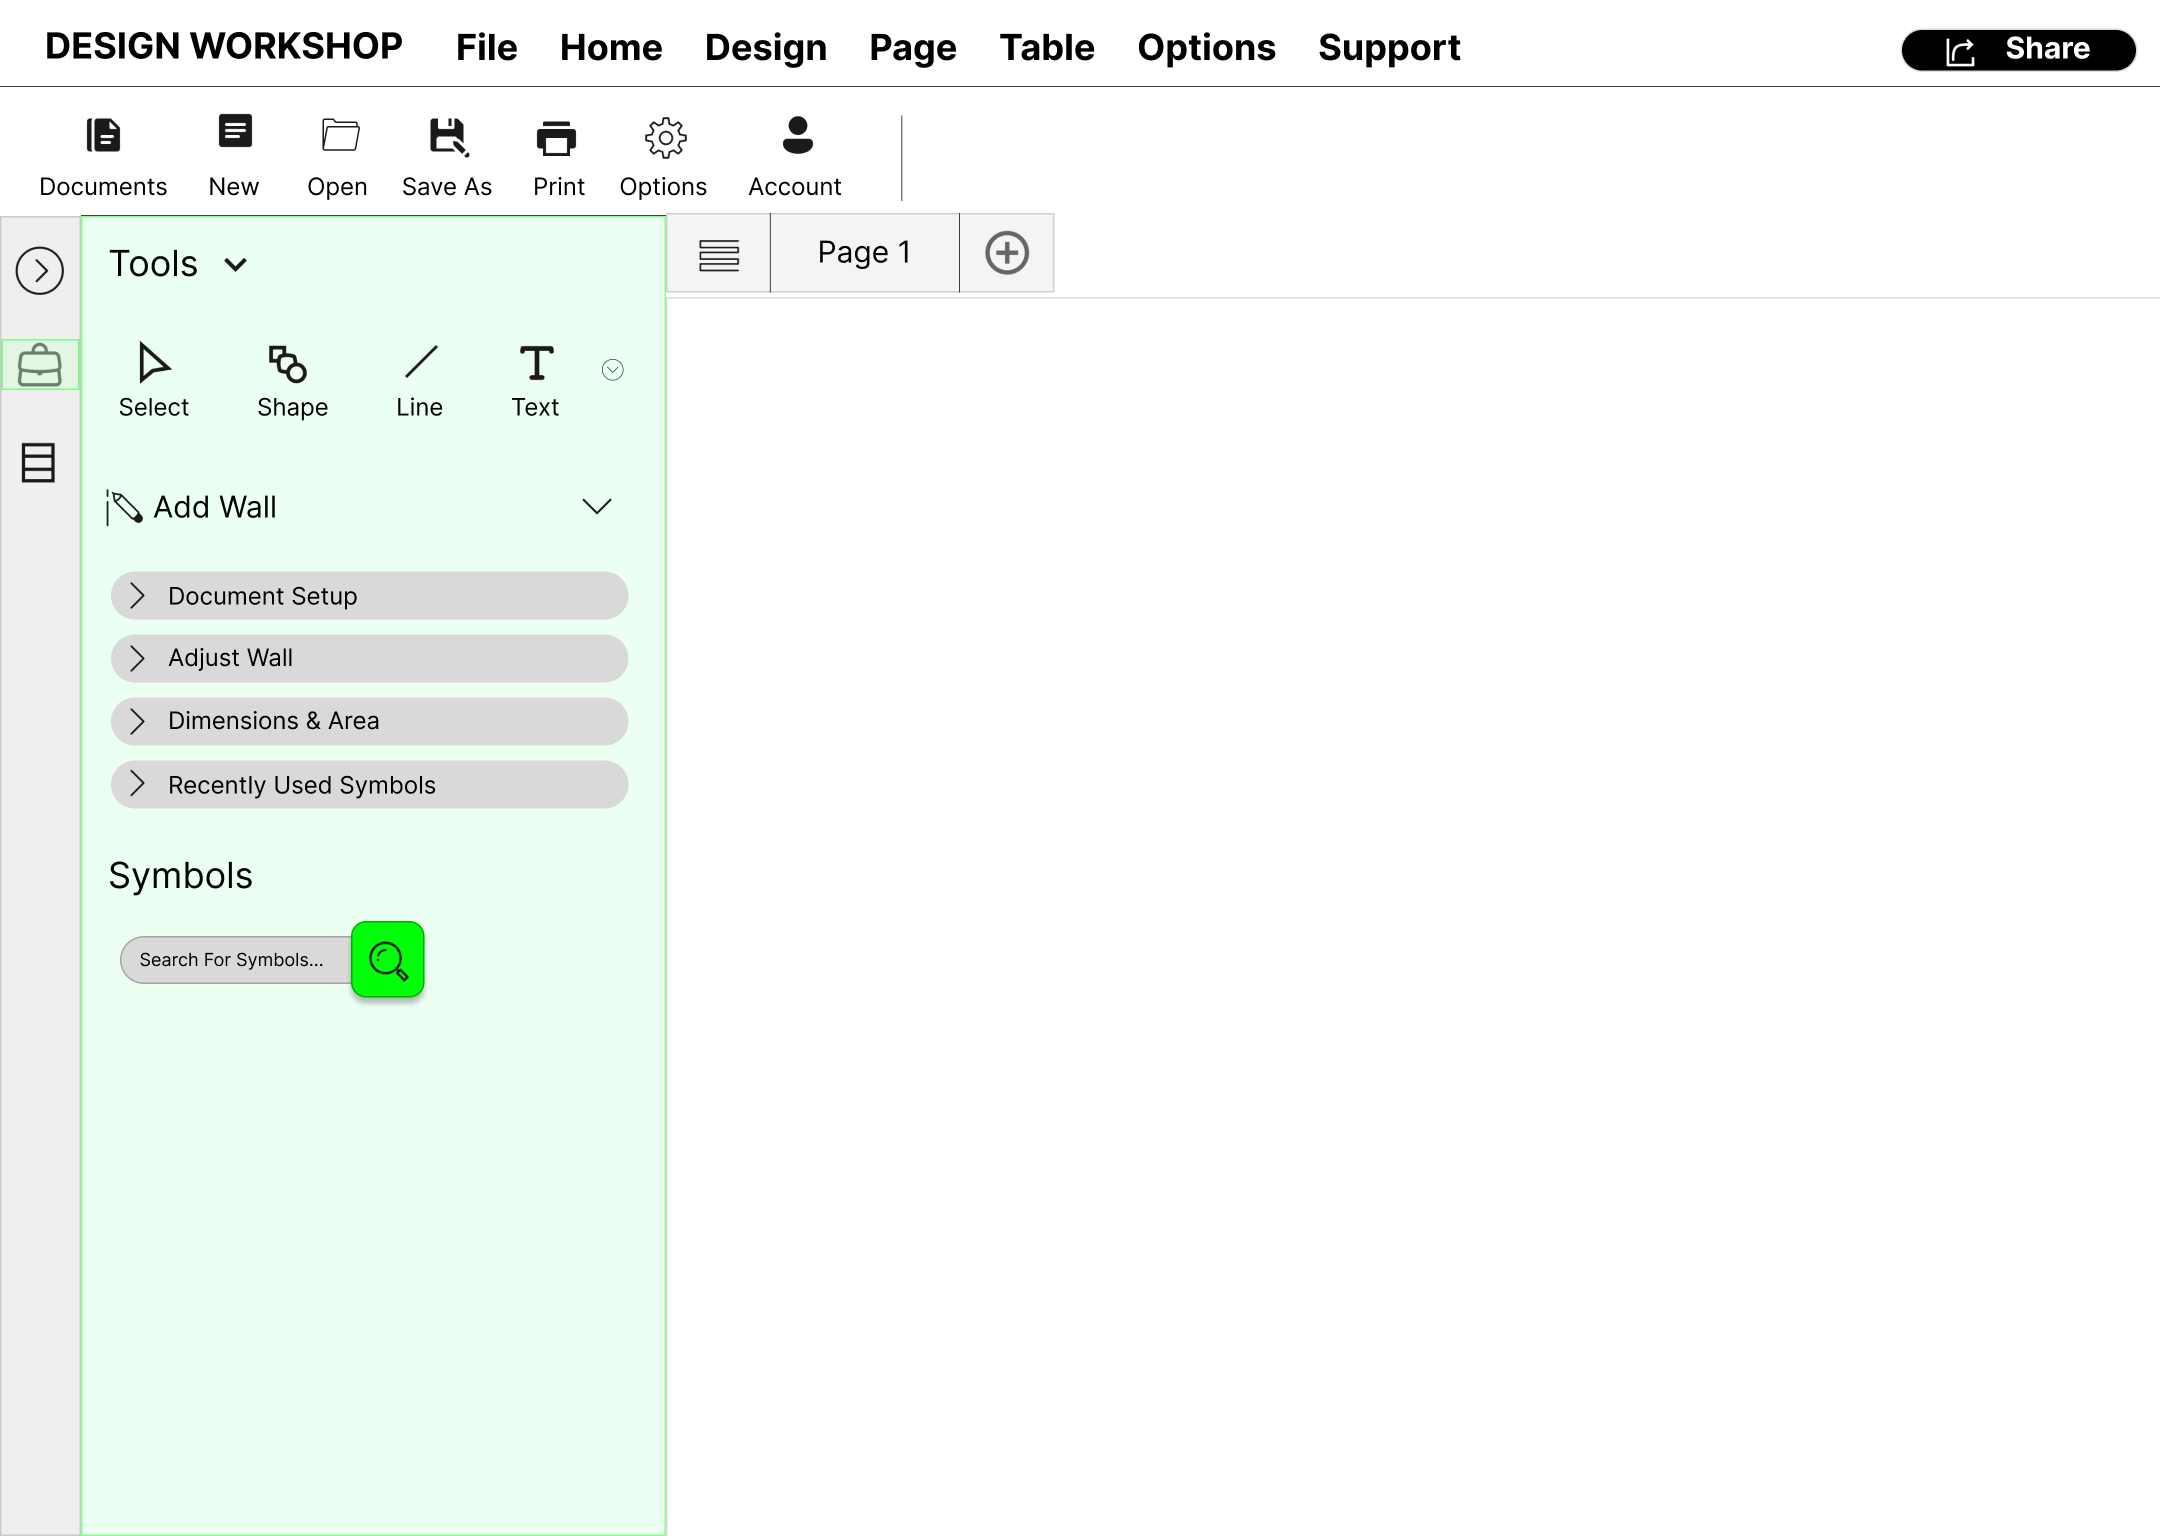 DESIGN WORKSHOP File Home Design Page Table Options Support Share
Documents New Open Save As Print Options Account
Tools
Page 1
Select Shape Line Text
Add Wall
Document Setup
Adjust Wall
Dimensions & Area
Recently Used Symbols
Symbols
Search For Symbols...